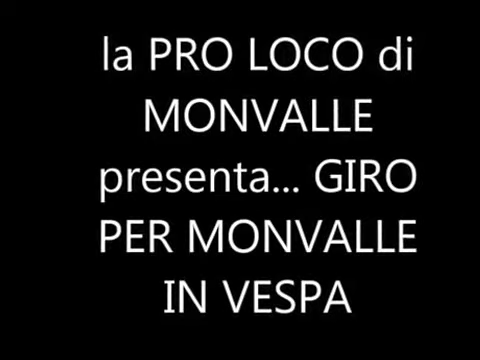 la PRO LOCO di
MONVALLE
presenta... GIRO
PER MONVALLE
IN VESPA